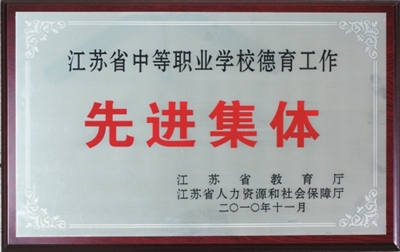 江苏省中等职业学校德育工作
先进集体
江苏省教育厅
江苏省人力资源和社会保障厅
二〇一〇年十一月